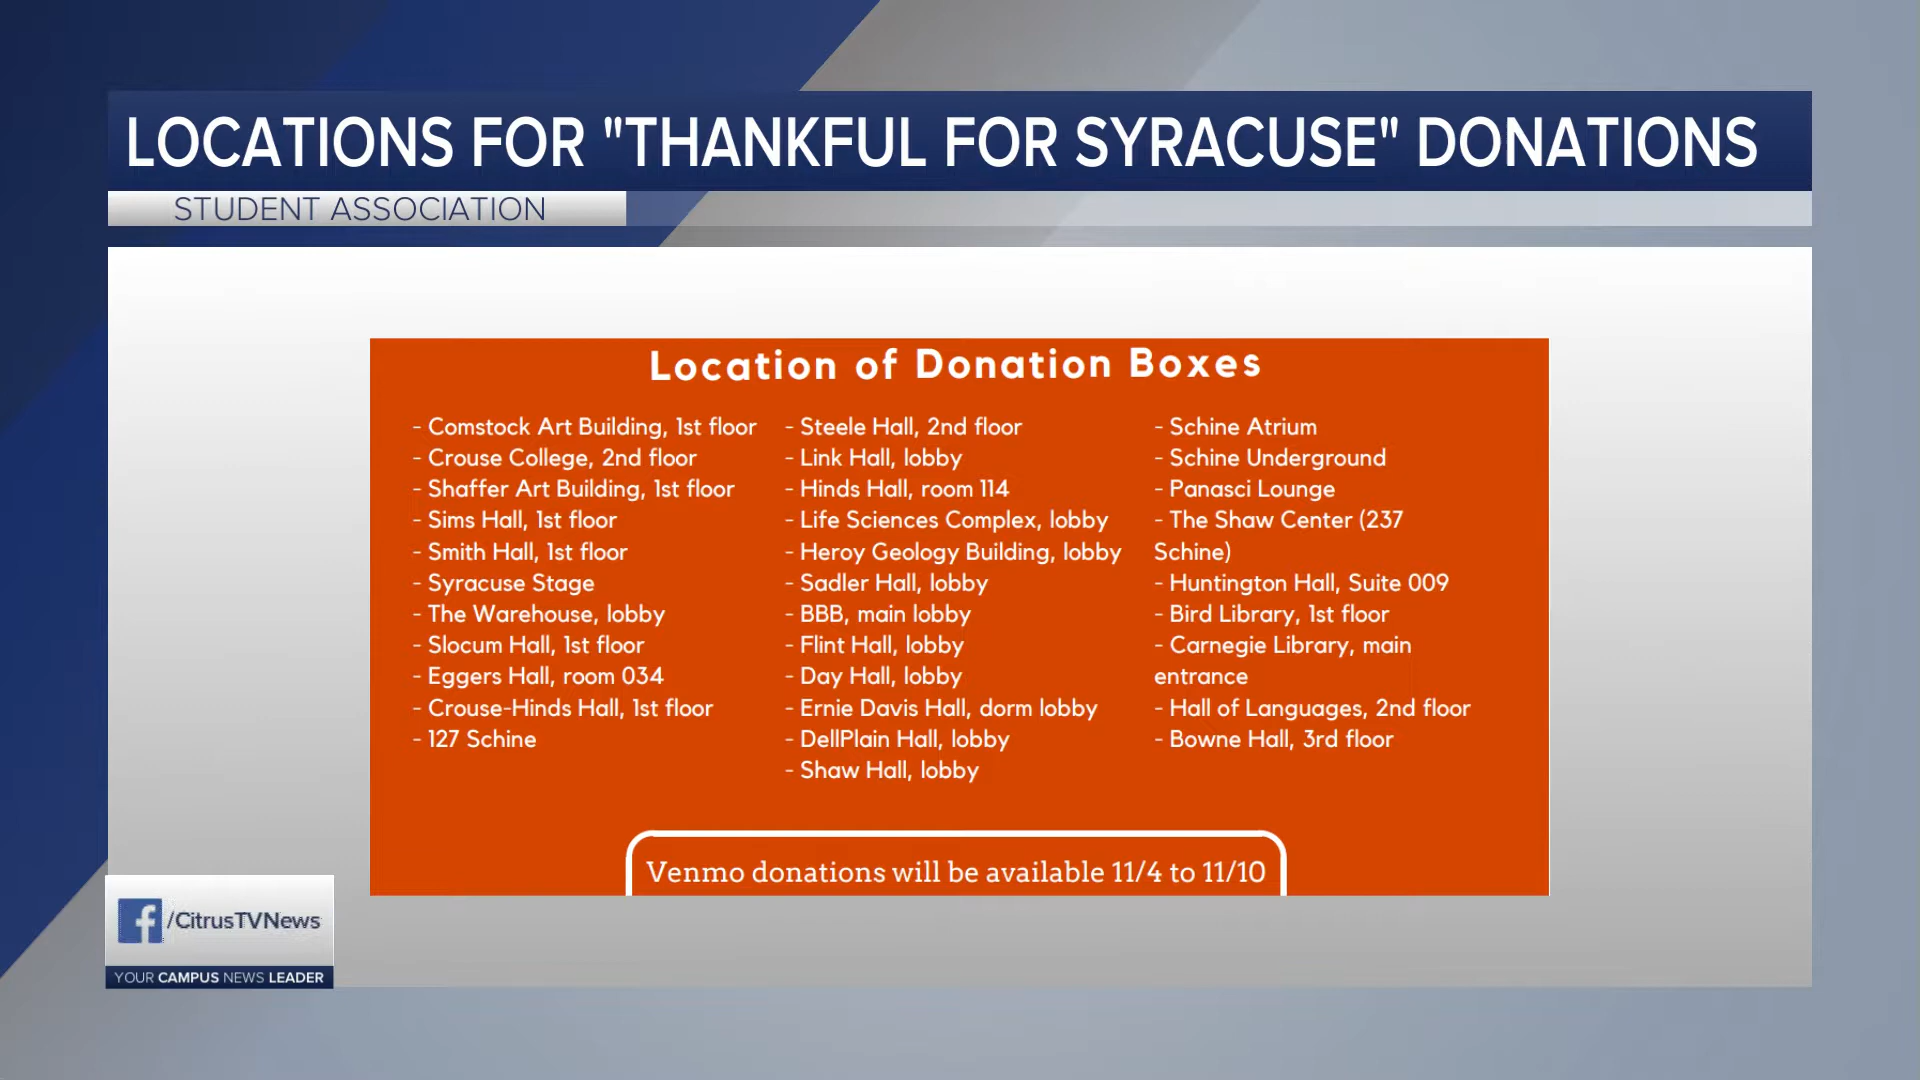 LOCATIONS FOR "THANKFUL FOR SYRACUSE" DONATIONS
STUDENT ASSOCIATION
Location of Donation Boxes
- Comstock Art Building, 1st floor
- Crouse College, 2nd floor
- Shaffer Art Building, 1st floor
- Sims Hall, 1st floor
- Smith Hall, 1st floor
- Syracuse Stage
- The Warehouse, lobby
- Slocum Hall, 1st floor
- Eggers Hall, room 034
- Crouse-Hinds Hall, 1st floor
- 127 Schine
- Steele Hall, 2nd floor
- Link Hall, lobby
- Hinds Hall, room 114
- Life Sciences Complex, lobby
- Heroy Geology Building, lobby
- Sadler Hall, lobby
- BBB, main lobby
- Flint Hall, lobby
- Day Hall, lobby
- Ernie Davis Hall, dorm lobby
- DellPlain Hall, lobby
- Shaw Hall, lobby
- Schine Atrium
- Schine Underground
- Panasci Lounge
- The Shaw Center (237
Schine)
- Huntington Hall, Suite 009
- Bird Library, 1st floor
- Carnegie Library, main
entrance
- Hall of Languages, 2nd floor
- Bowne Hall, 3rd floor
Venmo donations will be available 11/4 to 11/10
f /CitrusTVNews
YOUR CAMPUS NEWS LEADER